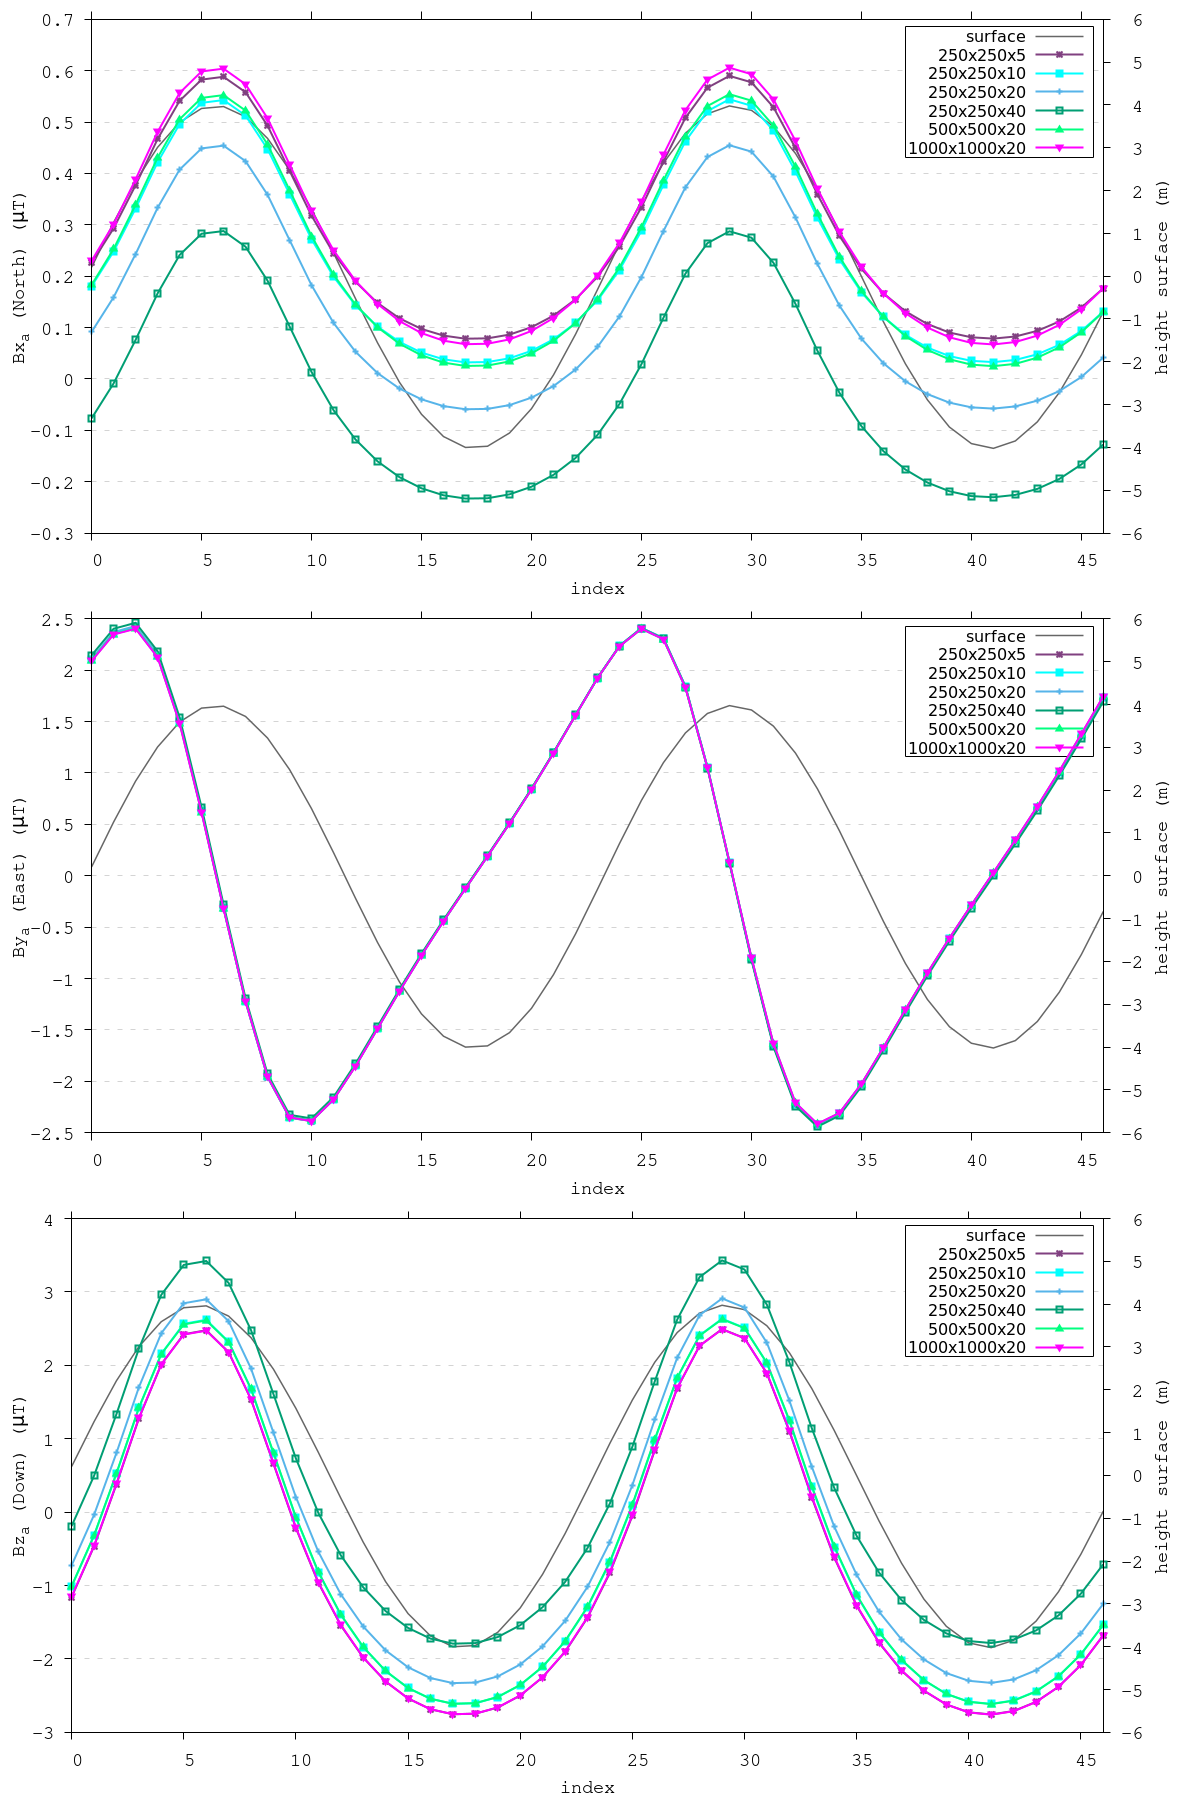 0.7
0.6
0.5
0.4
0.3
0.2
0.1
0
-0.1
-0.2
-0.3
Bxa (North) (μT)
6
5
4
3
2
1
0
-1
-2
-3
-4
-5
-6
height surface (m)
surface
250x250x5
250x250x10
250x250x20
250x250x40
500x500x20
1000x1000x20
0 5 10 15 20 25 30 35 40 45
index
2.5
2
1.5
1
0.5
0
-0.5
-1
-1.5
-2
-2.5
Bya (East) (μT)
6
5
4
3
2
1
0
-1
-2
-3
-4
-5
-6
height surface (m)
surface
250x250x5
250x250x10
250x250x20
250x250x40
500x500x20
1000x1000x20
0 5 10 15 20 25 30 35 40 45
index
4
3
2
1
0
-1
-2
-3
Bza (Down) (μT)
6
5
4
3
2
1
0
-1
-2
-3
-4
-5
-6
height surface (m)
surface
250x250x5
250x250x10
250x250x20
250x250x40
500x500x20
1000x1000x20
0 5 10 15 20 25 30 35 40 45
index